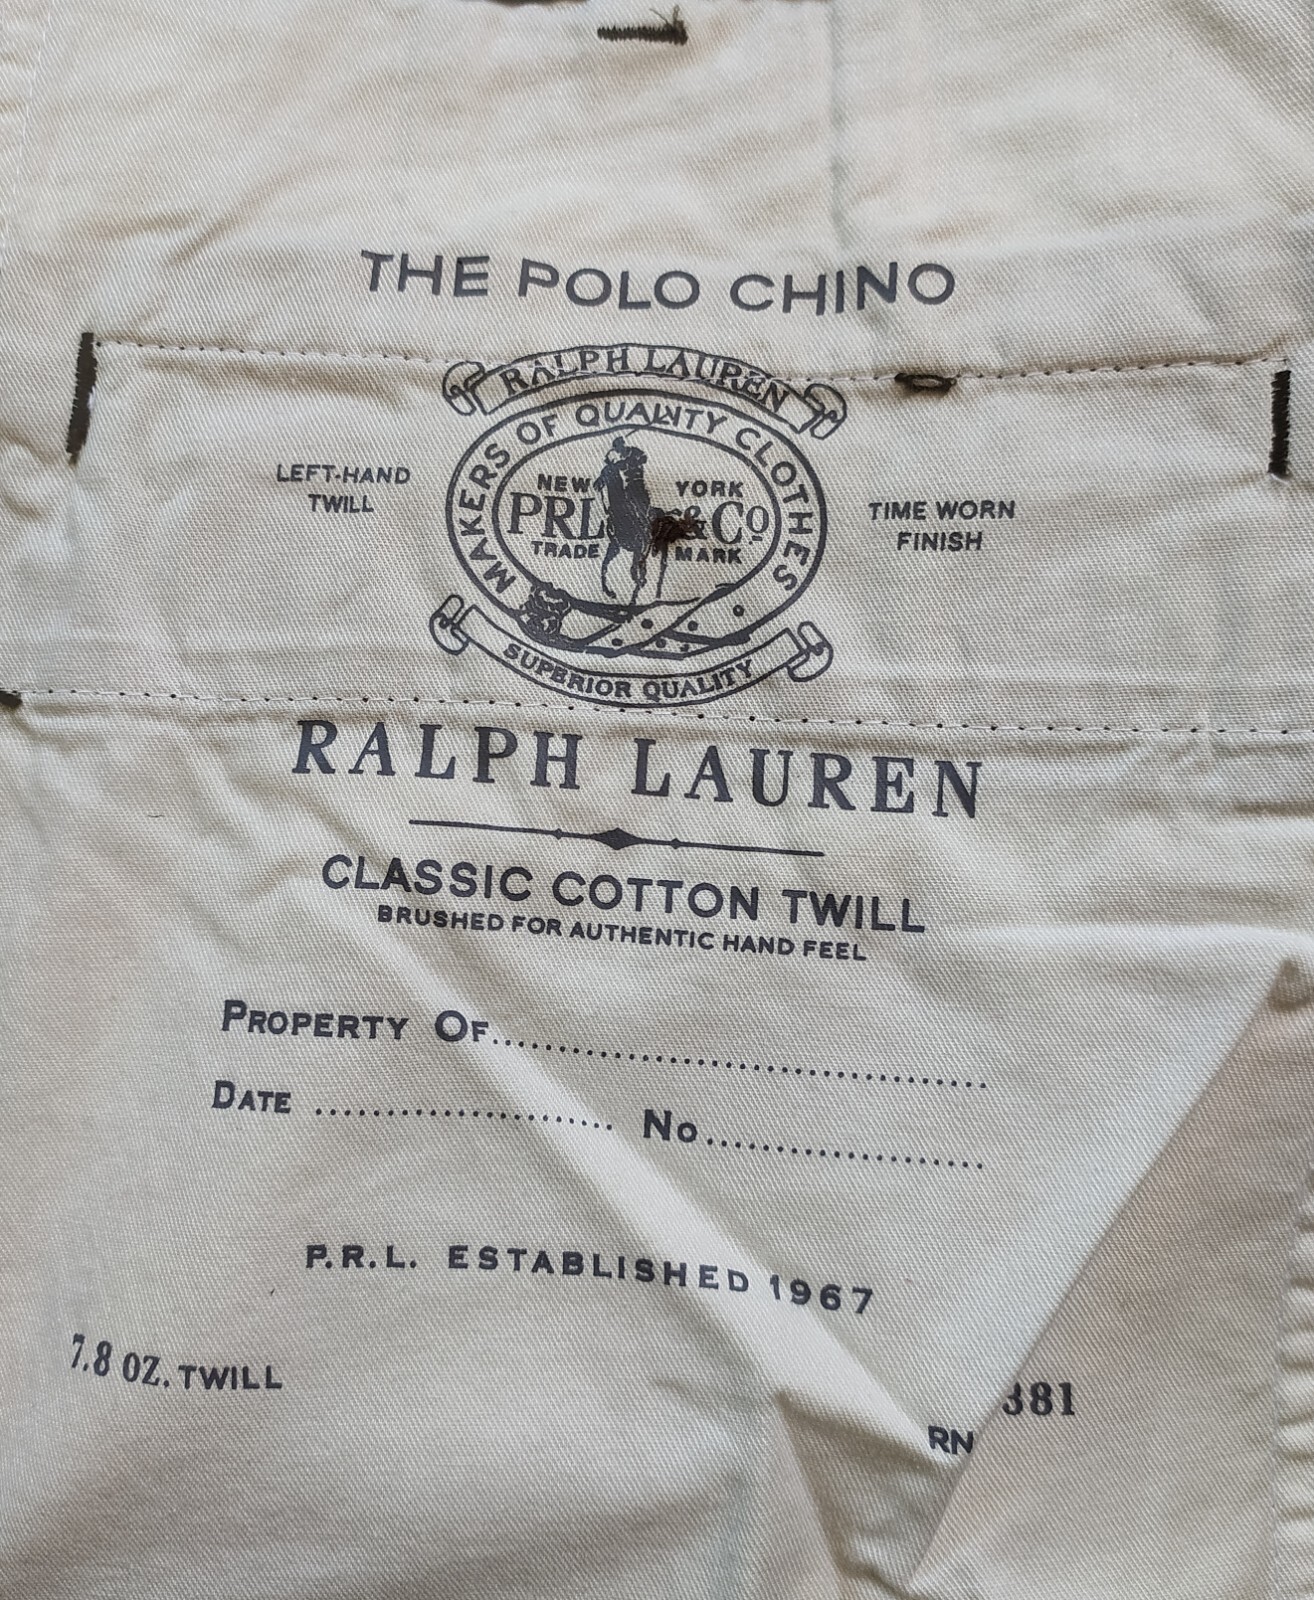 THE POLO CHINO
RALPH LAUREN
MAKERS OF QUALITY CLOTHES
LEFT-HAND
TWILL
NEW YORK
PRL & Co
TRADE MARK
TIME WORN
FINISH
SUPERIOR QUALITY
RALPH LAUREN
CLASSIC COTTON TWILL
BRUSHED FOR AUTHENTIC HAND FEEL
PROPERTY OF
DATE No
P.R.L. ESTABLISHED 1967
7.8 OZ. TWILL
RN 381